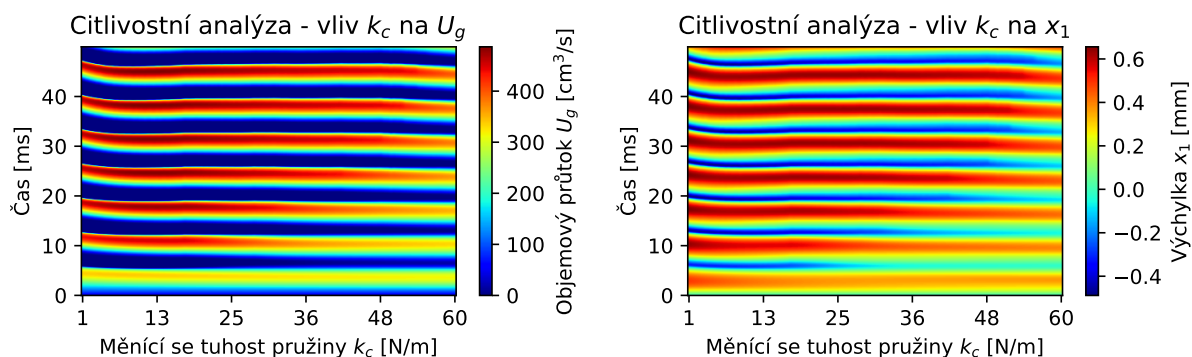 Citlivostní analýza - vliv k_c na U_g
Čas [ms]
40
30
20
10
0
1 13 25 36 48 60
Měnící se tuhost pružiny k_c [N/m]
400
300
200
100
0
Objemový průtok U_g [cm³/s]
Citlivostní analýza - vliv k_c na x_1
Čas [ms]
40
30
20
10
0
1 13 25 36 48 60
Měnící se tuhost pružiny k_c [N/m]
0.6
0.4
0.2
0.0
−0.2
−0.4
Výchylka x_1 [mm]